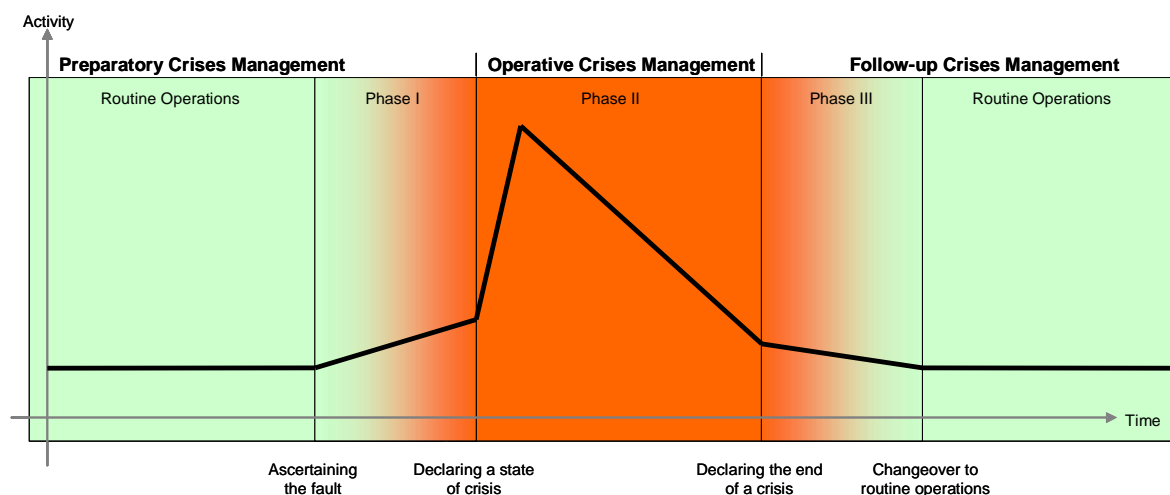 Activity
Preparatory Crises Management
Operative Crises Management
Follow-up Crises Management
Routine Operations
Phase I
Phase II
Phase III
Routine Operations
Time
Ascertaining
the fault
Declaring a state
of crisis
Declaring the end
of a crisis
Changeover to
routine operations